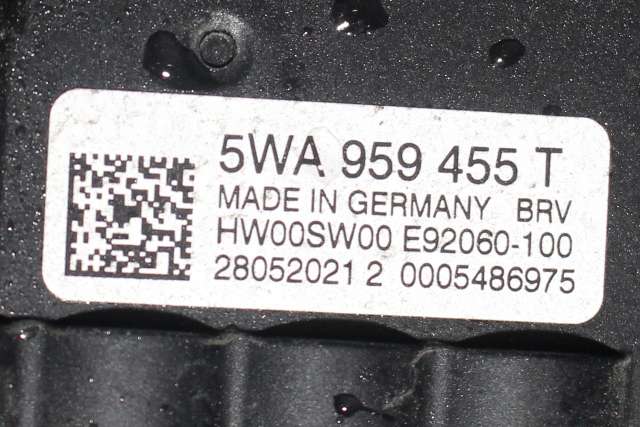 5WA 959 455 T
MADE IN GERMANY BRV
HW00SW00 E92060-100
28052021 2 0005486975